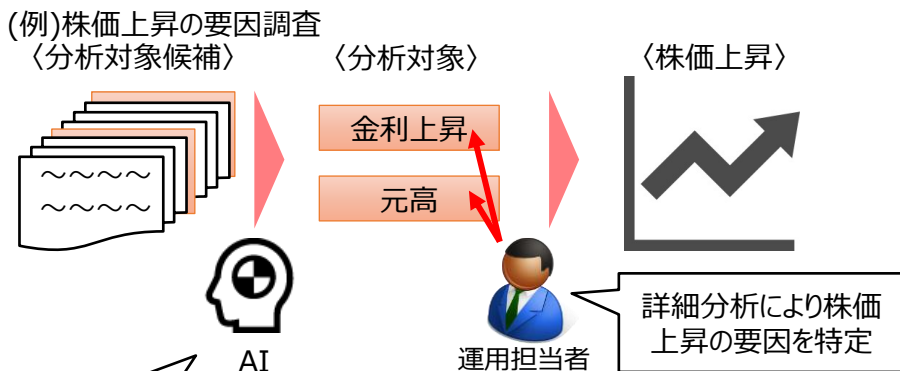 (例)株価上昇の要因調査
〈分析対象候補〉
〈分析対象〉
〈株価上昇〉
～～～～
～～～～
金利上昇
元高
AI
運用担当者
詳細分析により株価
上昇の要因を特定